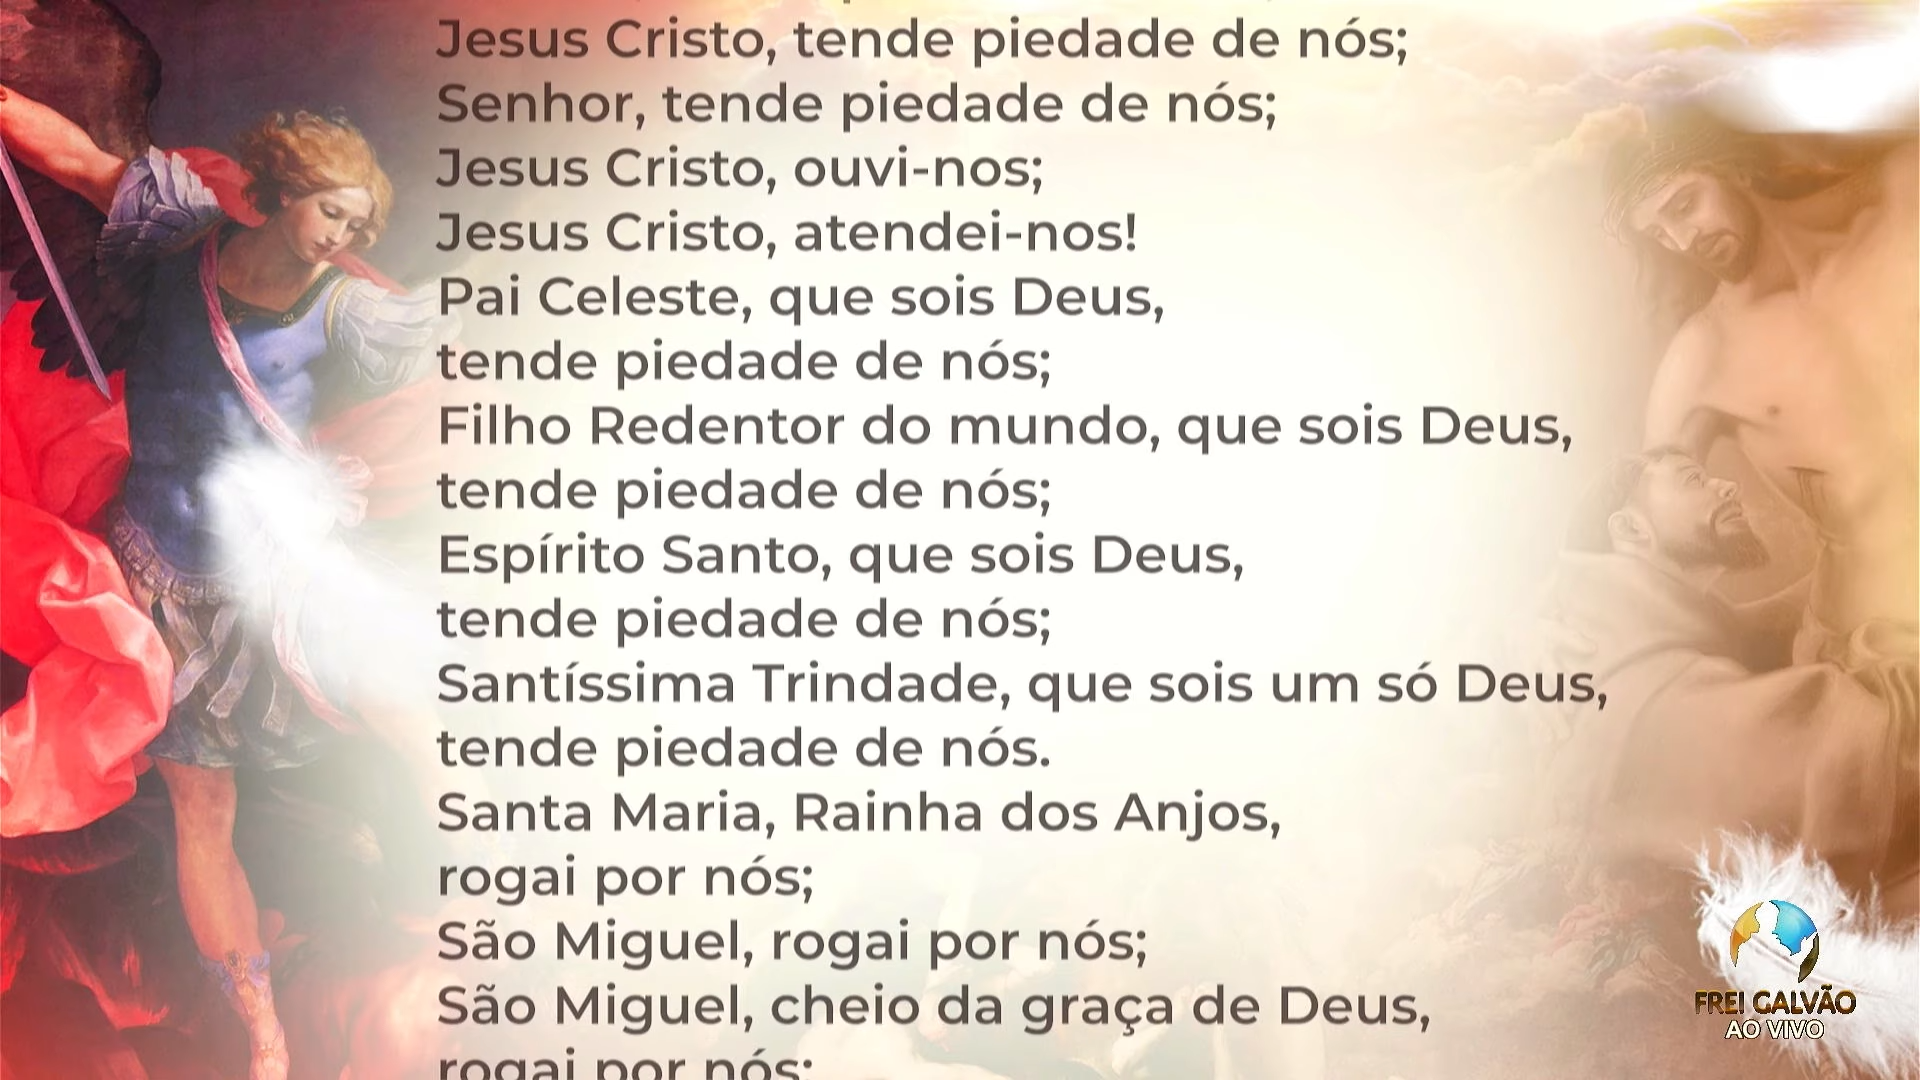 Jesus Cristo, tende piedade de nós;
Senhor, tende piedade de nós;
Jesus Cristo, ouvi-nos;
Jesus Cristo, atendei-nos!
Pai Celeste, que sois Deus,
tende piedade de nós;
Filho Redentor do mundo, que sois Deus,
tende piedade de nós;
Espírito Santo, que sois Deus,
tende piedade de nós;
Santíssima Trindade, que sois um só Deus,
tende piedade de nós.
Santa Maria, Rainha dos Anjos,
rogai por nós;
São Miguel, rogai por nós;
São Miguel, cheio da graça de Deus,
rogai por nós;
FREI GALVÃO
AO VIVO